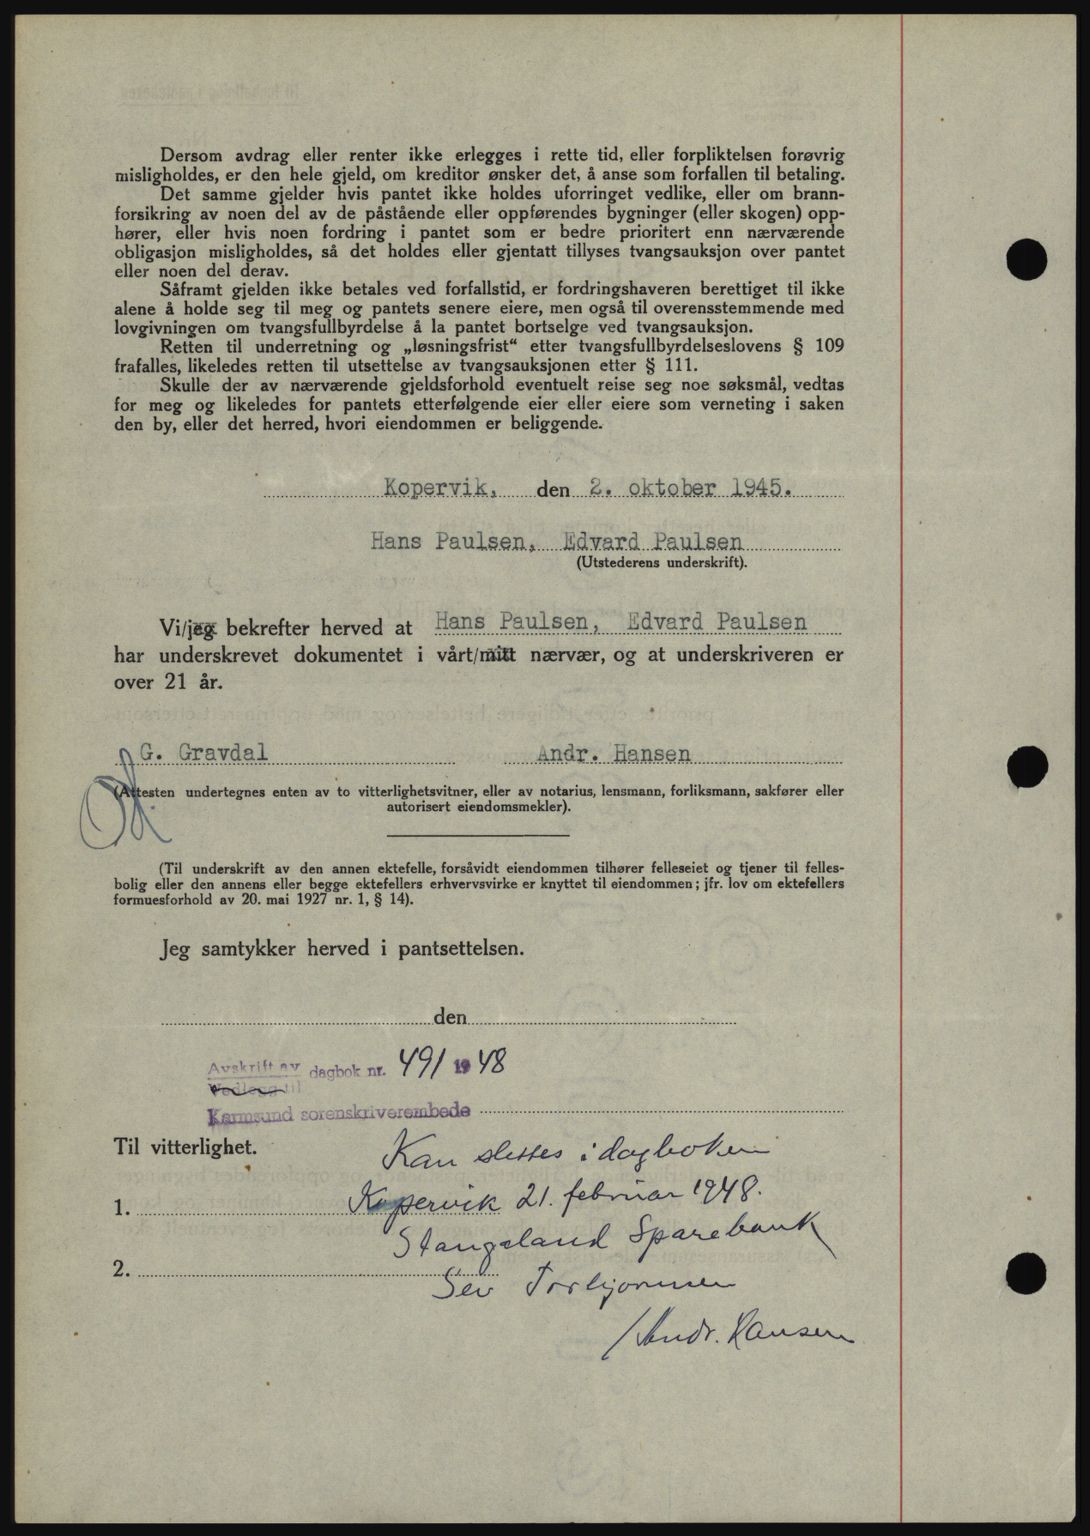 Dersom avdrag eller renter ikke erlegges i rette tid, eller forpliktelsen forøvrig
misligholdes, er den hele gjeld, om kreditor ønsker det, å anse som forfallen til betaling.
Det samme gjelder hvis pantet ikke holdes uforringet vedlike, eller om brann-
forsikring av noen del av de påstående eller oppførendes bygninger (eller skogen) opp-
hører, eller hvis noen fordring i pantet som er bedre prioritert enn nærværende
obligasjon misligholdes, så det holdes eller gjentatt tillyses tvangsauksjon over pantet
eller noen del derav.
Såframt gjelden ikke betales ved forfallstid, er fordringshaveren berettiget til ikke
alene å holde seg til meg og pantets senere eiere, men også til overensstemmende med
lovgivningen om tvangsfullbyrdelse å la pantet bortselge ved tvangsauksjon.
Retten til underretning og „løsningsfrist“ etter tvangsfullbyrdelseslovens § 109
frafalles, likeledes retten til utsettelse av tvangsauksjonen etter § 111.
Skulle der av nærværende gjeldsforhold eventuelt reise seg noe søksmål, vedtas
for meg og likeledes for pantets etterfølgende eier eller eiere som verneting i saken
den by, eller det herred, hvori eiendommen er beliggende.
Kopervik, den 2. oktober 1945.
Hans Paulsen, Edvard Paulsen
(Utstederens underskrift).
Vi/jeg bekrefter herved at Hans Paulsen, Edvard Paulsen
har underskrevet dokumentet i vårt/mitt nærvær, og at underskriveren er
over 21 år.
G. Gravdal Andr. Hansen
(Attesten undertegnes enten av to vitterlighetsvitner, eller av notarius, lensmann, forliksmann, sakfører eller
autorisert eiendomsmekler).
(Til underskrift av den annen ektefelle, forsåvidt eiendommen tilhører felleseiet og tjener til felles-
bolig eller den annens eller begge ektefellers erhvervsvirke er knyttet til eiendommen; jfr. lov om ektefellers
formuesforhold av 20. mai 1927 nr. 1, § 14).
Jeg samtykker herved i pantsettelsen.
den
Avskrift av dagbok nr. 491 1948
Vedlegg til
Karmsund sorenskriverembede
Til vitterlighet.
Kan slettes i dagboken
1. Kopervik 21. februar 1948.
Stangeland Sparebank
2. Sev Torbjørnsen
/Andr. Hansen